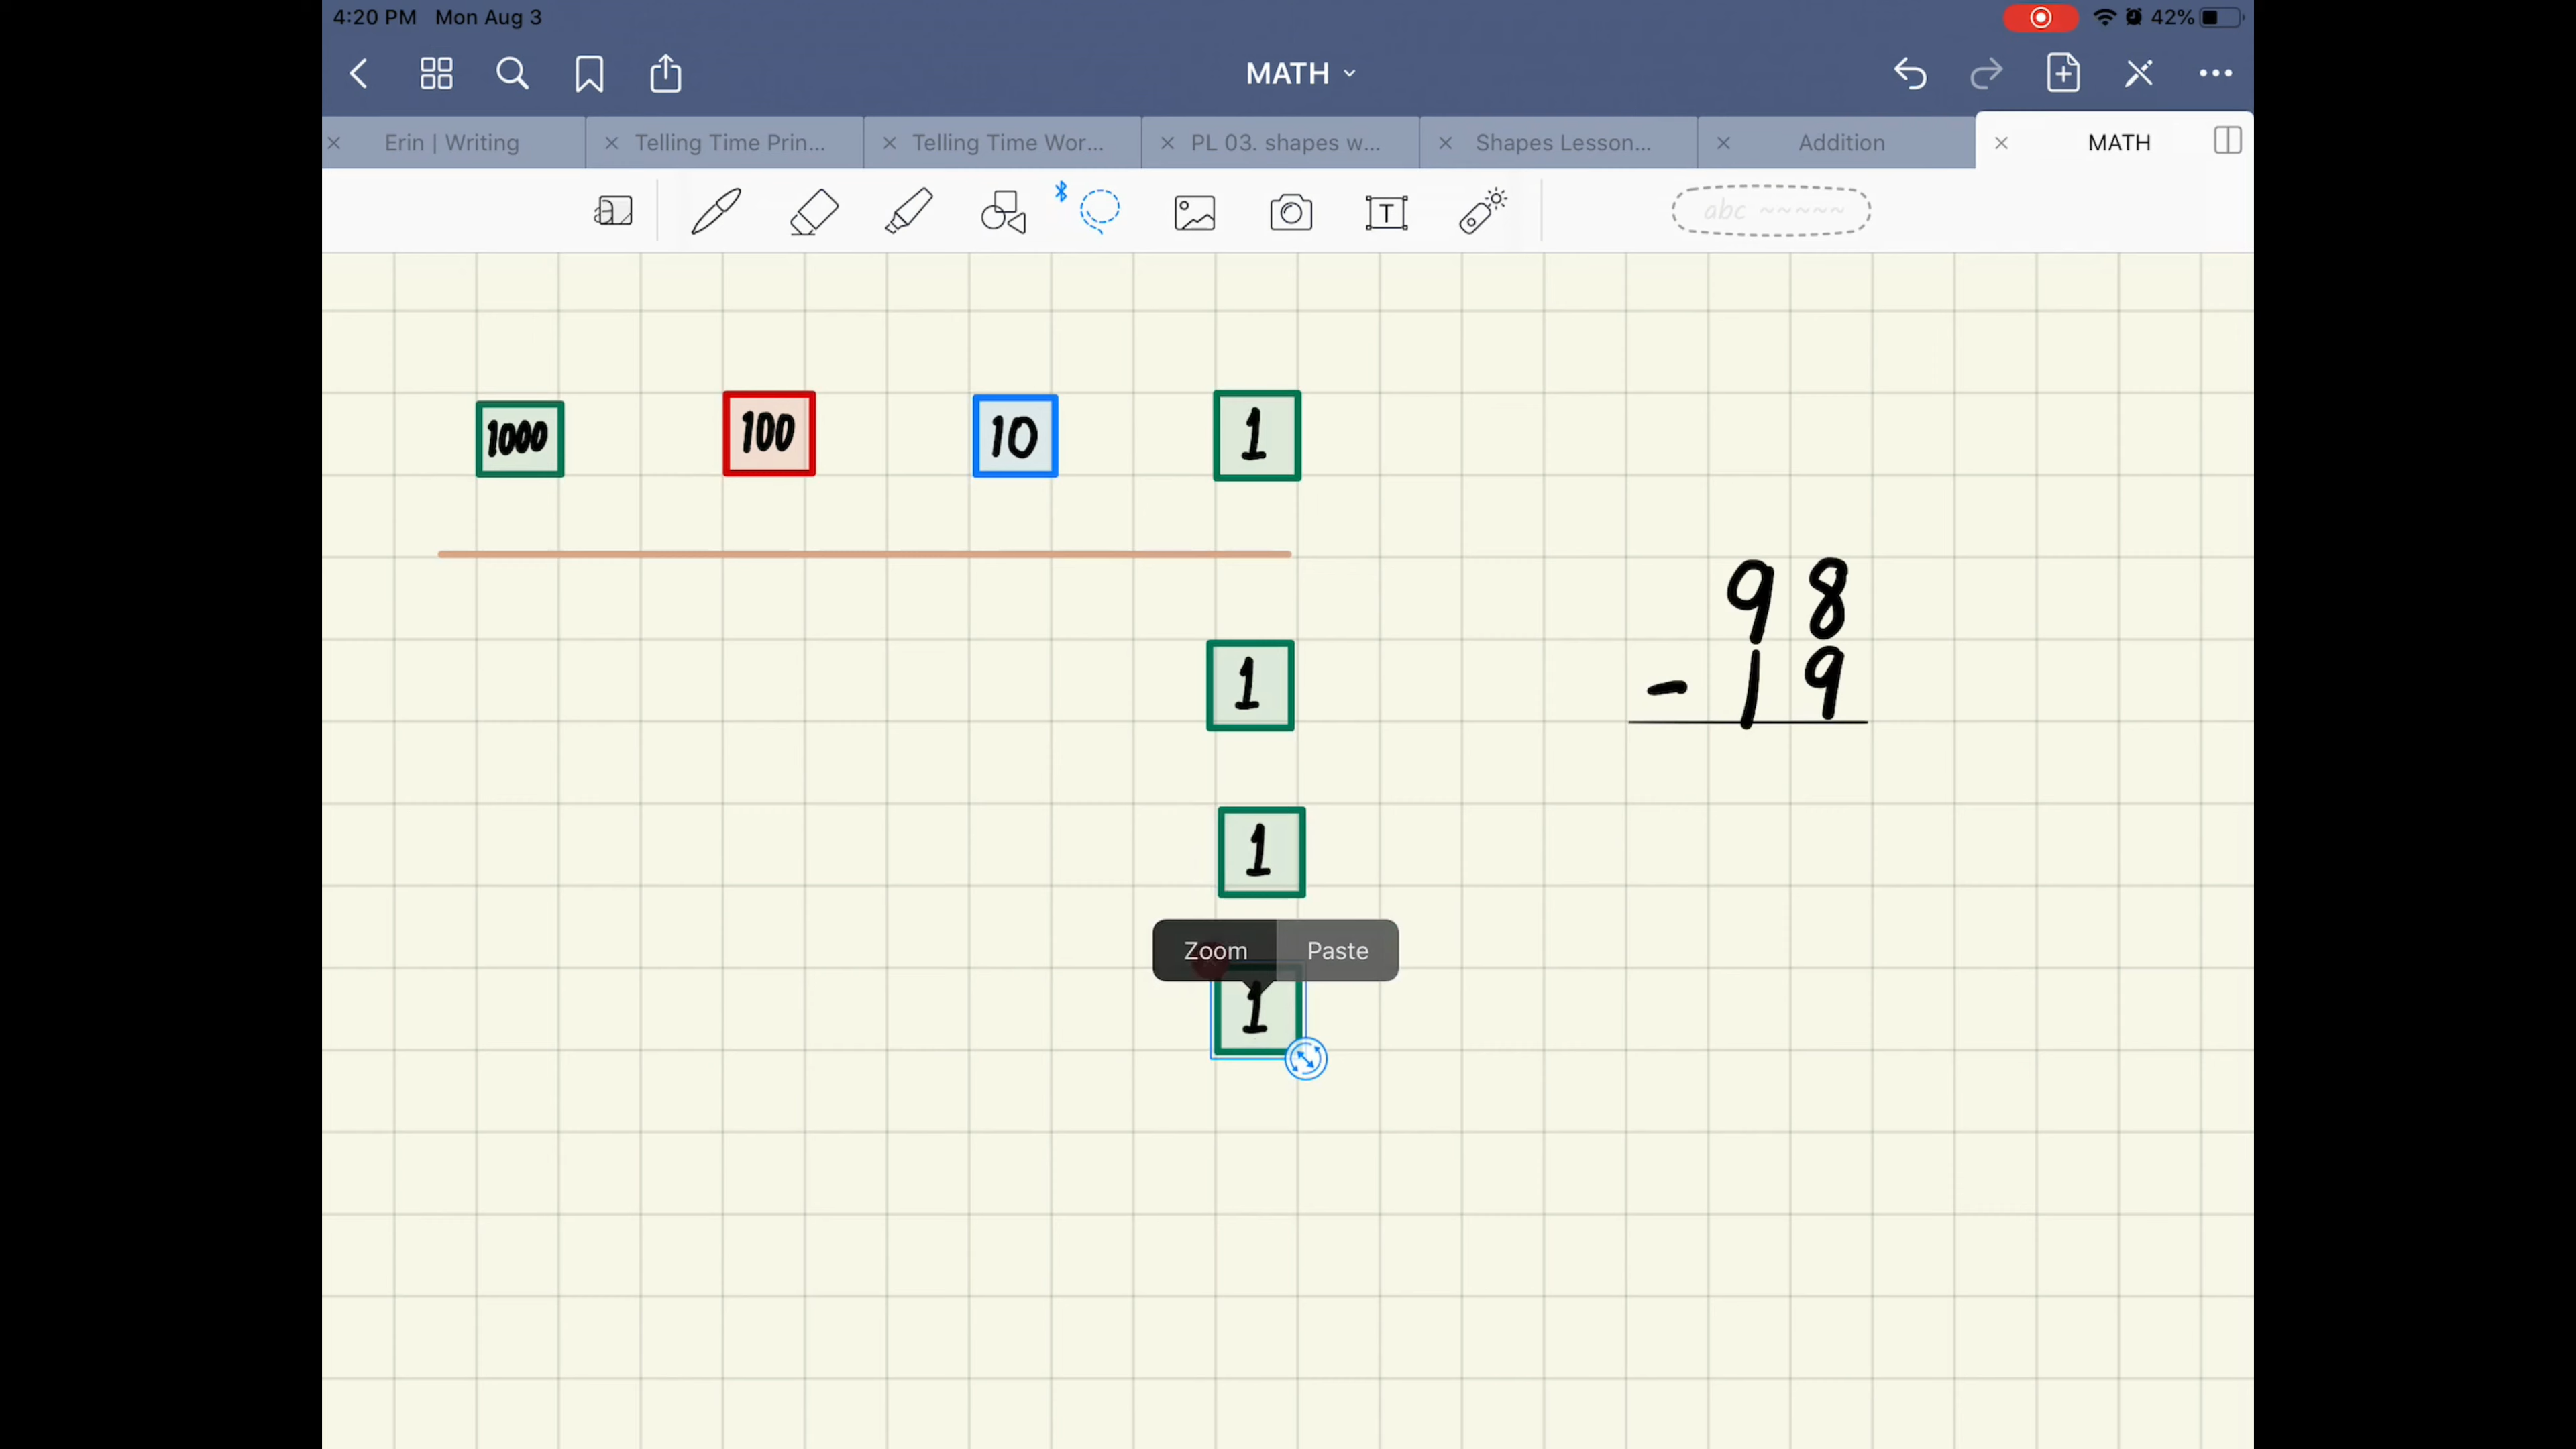 4:20 PM Mon Aug 3 42%
MATH
Erin | Writing Telling Time Prin... Telling Time Wor... PL 03. shapes w... Shapes Lesson... Addition MATH
T abc ~~~~~
1000 100 10 1
98
- 19
1
1
Zoom Paste
1